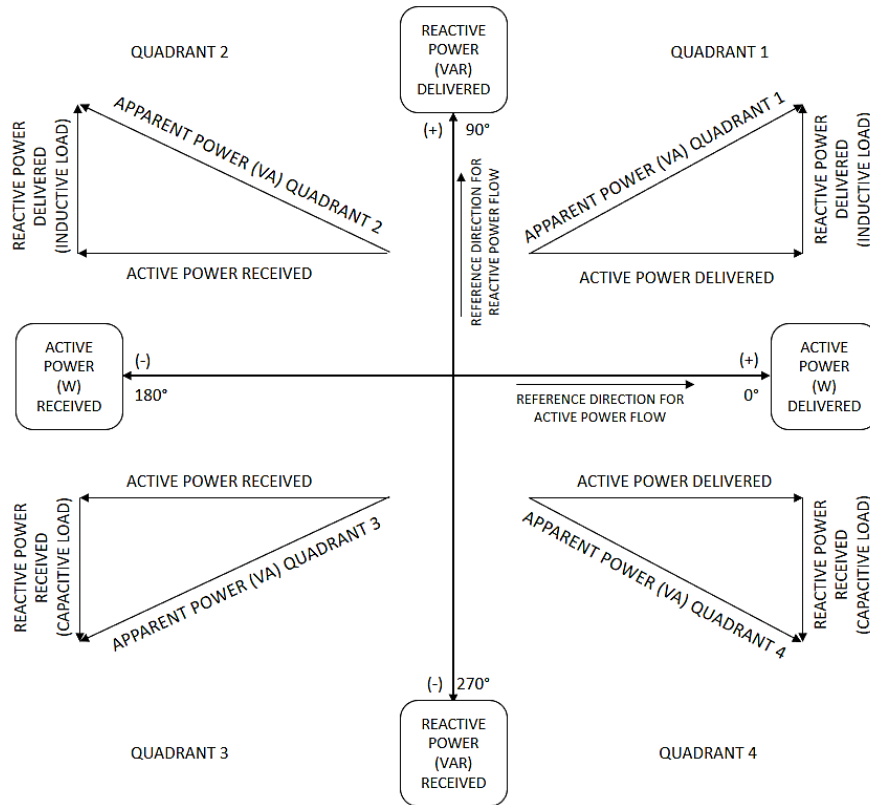 QUADRANT 2
REACTIVE
POWER
(VAR)
DELIVERED
QUADRANT 1
(+)
90°
REACTIVE POWER
DELIVERED
(INDUCTIVE LOAD)
APPARENT POWER (VA) QUADRANT 2
ACTIVE POWER RECEIVED
REFERENCE DIRECTION FOR
REACTIVE POWER FLOW
APPARENT POWER (VA) QUADRANT 1
ACTIVE POWER DELIVERED
REACTIVE POWER
DELIVERED
(INDUCTIVE LOAD)
ACTIVE
POWER
(W)
RECEIVED
(-)
180°
REFERENCE DIRECTION FOR
ACTIVE POWER FLOW
(+)
0°
ACTIVE
POWER
(W)
DELIVERED
REACTIVE POWER
RECEIVED
(CAPACITIVE LOAD)
ACTIVE POWER RECEIVED
APPARENT POWER (VA) QUADRANT 3
ACTIVE POWER DELIVERED
APPARENT POWER (VA) QUADRANT 4
REACTIVE POWER
RECEIVED
(CAPACITIVE LOAD)
(-)
270°
QUADRANT 3
REACTIVE
POWER
(VAR)
RECEIVED
QUADRANT 4